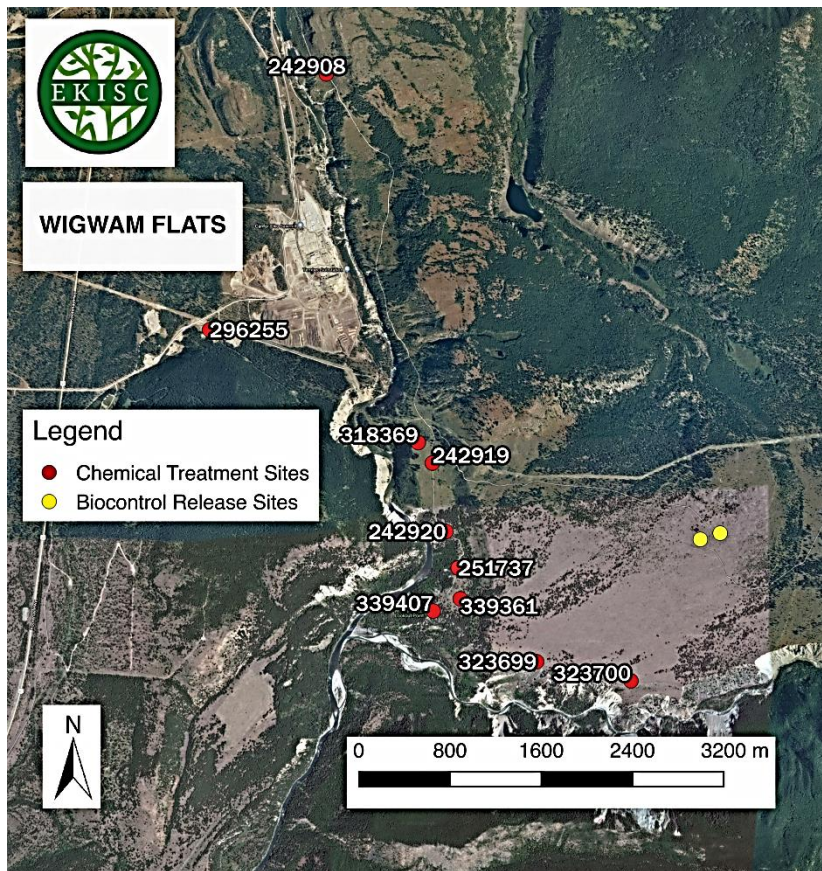 242908
EKISC
WIGWAM FLATS
296255
318369
242919
Legend
Chemical Treatment Sites
Biocontrol Release Sites
242920
251737
339407
339361
323699
323700
N
0 800 1600 2400 3200 m